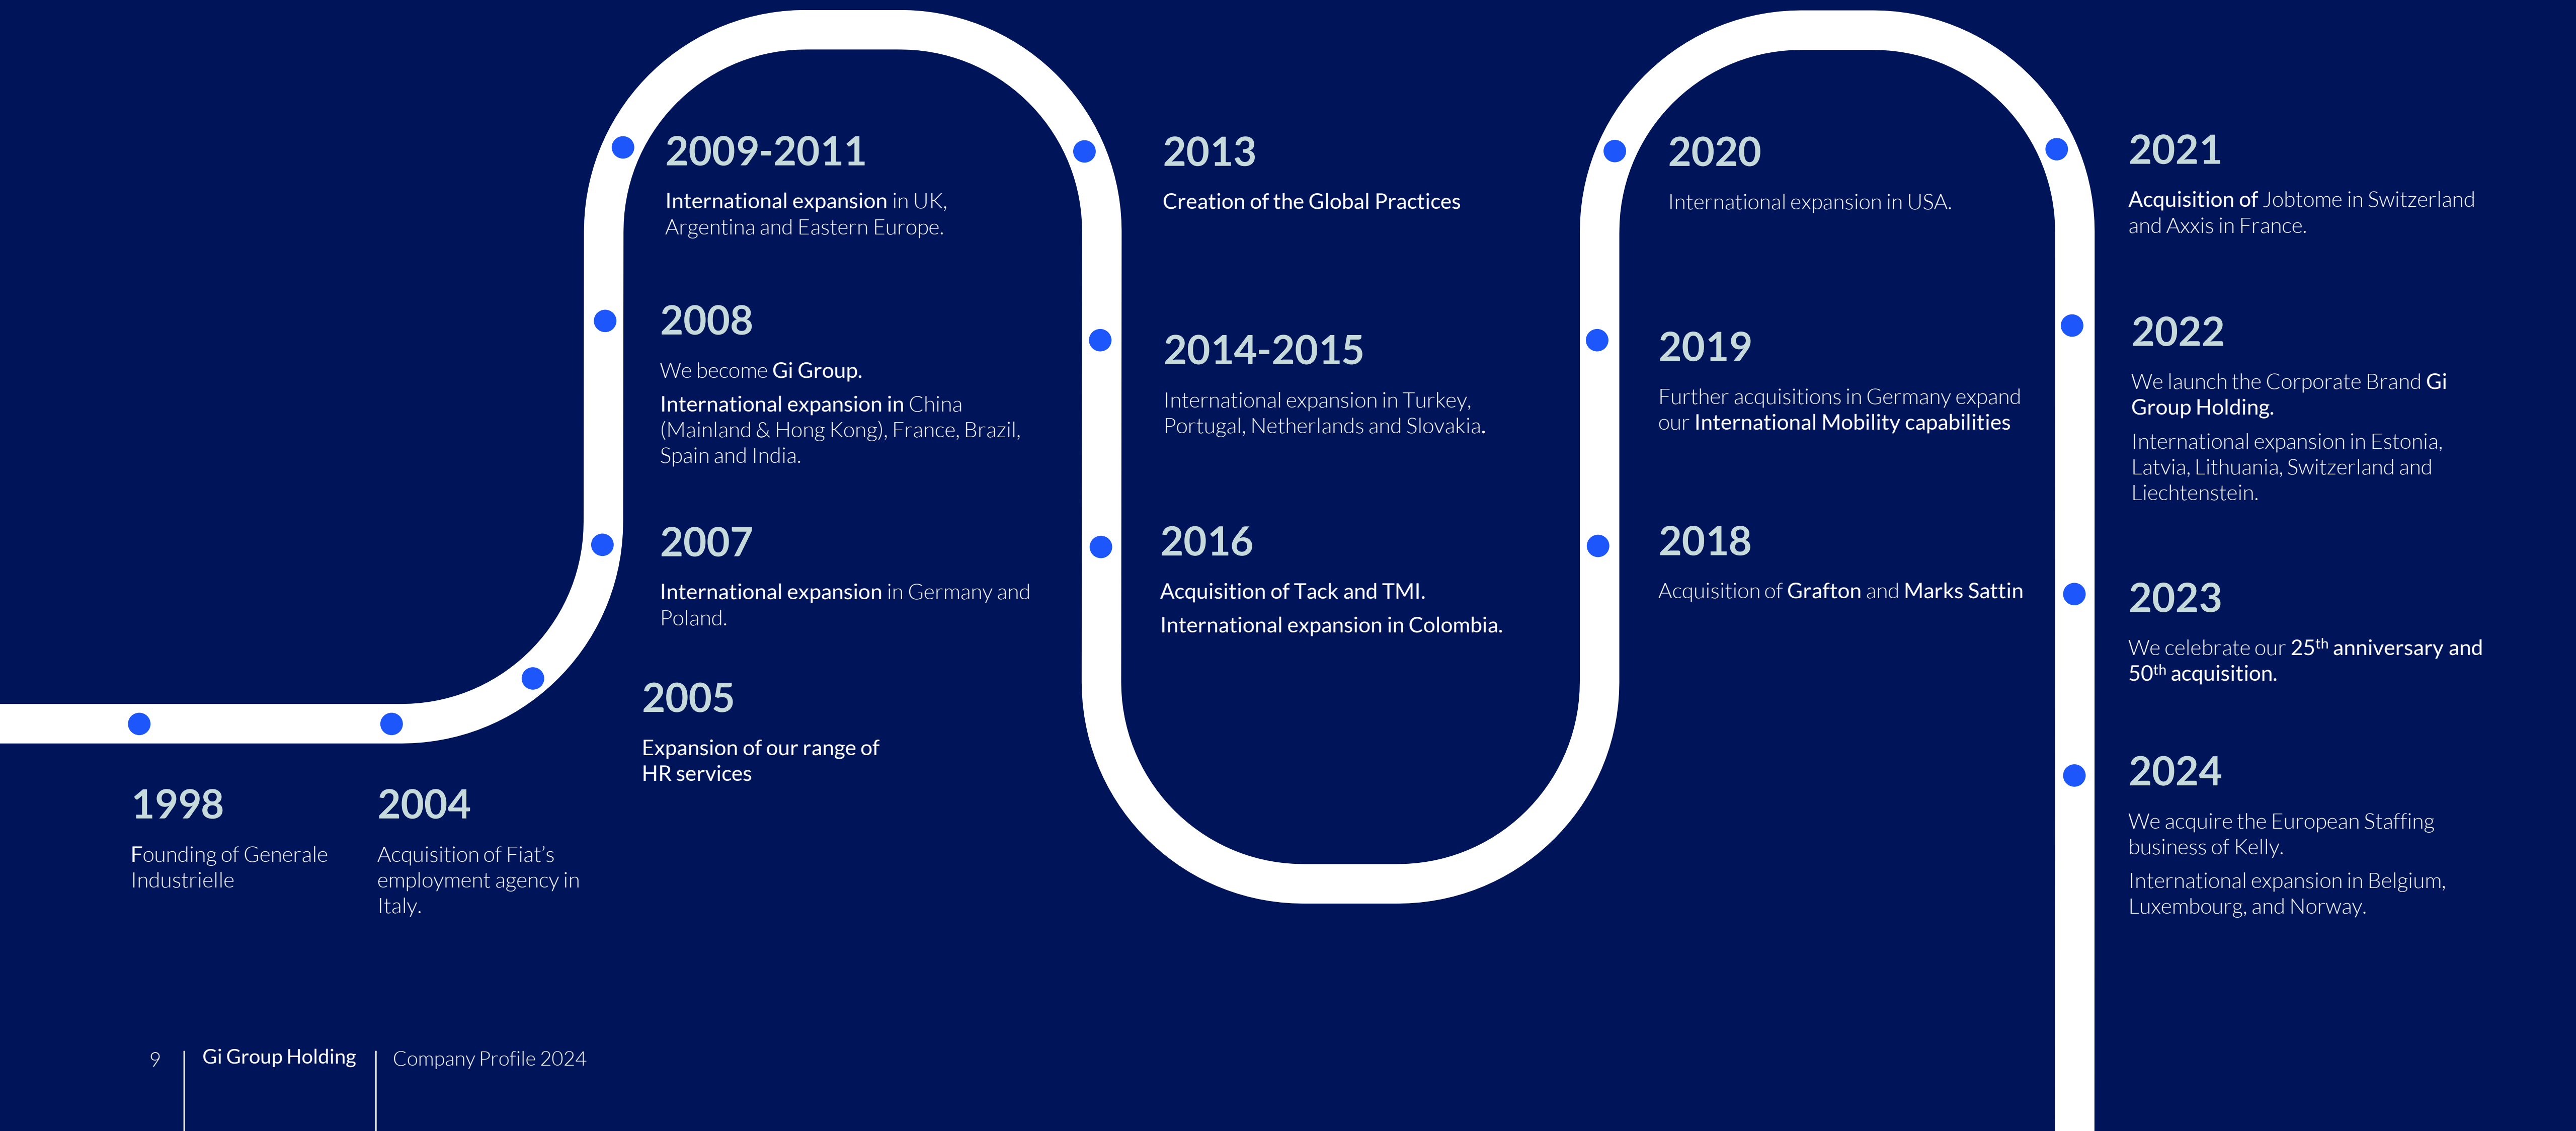 1998
Founding of Generale
Industrielle
2004
Acquisition of Fiat’s
employment agency in
Italy.
2005
Expansion of our range of
HR services
2007
International expansion in Germany and
Poland.
2008
We become Gi Group.
International expansion in China
(Mainland & Hong Kong), France, Brazil,
Spain and India.
2009-2011
International expansion in UK,
Argentina and Eastern Europe.
2013
Creation of the Global Practices
2014-2015
International expansion in Turkey,
Portugal, Netherlands and Slovakia.
2016
Acquisition of Tack and TMI.
International expansion in Colombia.
2018
Acquisition of Grafton and Marks Sattin
2019
Further acquisitions in Germany expand
our International Mobility capabilities
2020
International expansion in USA.
2021
Acquisition of Jobtome in Switzerland
and Axxis in France.
2022
We launch the Corporate Brand Gi
Group Holding.
International expansion in Estonia,
Latvia, Lithuania, Switzerland and
Liechtenstein.
2023
We celebrate our 25th anniversary and
50th acquisition.
2024
We acquire the European Staffing
business of Kelly.
International expansion in Belgium,
Luxembourg, and Norway.
9 Gi Group Holding Company Profile 2024